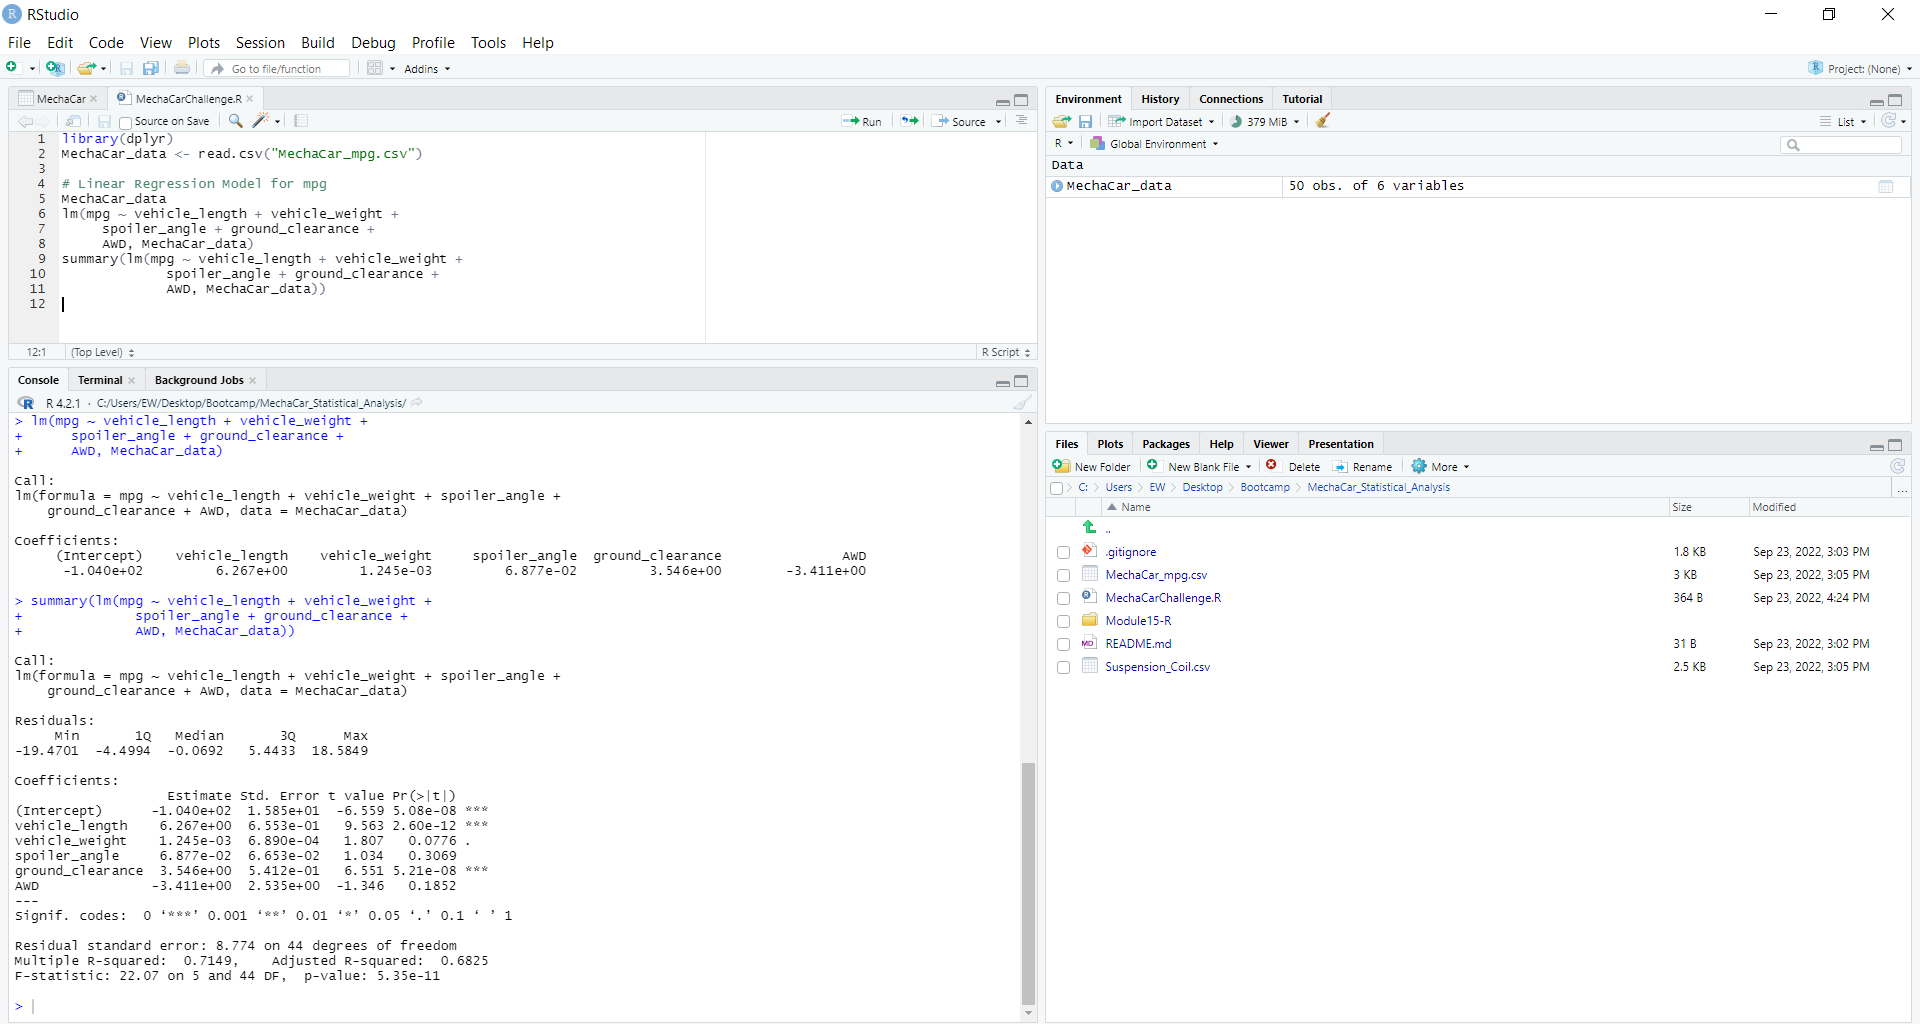 RStudio
File Edit Code View Plots Session Build Debug Profile Tools Help
Go to file/function Addins Project: (None)
MechaCar MechaCarChallenge.R
Source on Save Run Source
1 library(dplyr)
2 MechaCar_data <- read.csv("MechaCar_mpg.csv")
3
4 # Linear Regression Model for mpg
5 MechaCar_data
6 lm(mpg ~ vehicle_length + vehicle_weight +
7 spoiler_angle + ground_clearance +
8 AWD, MechaCar_data)
9 summary(lm(mpg ~ vehicle_length + vehicle_weight +
10 spoiler_angle + ground_clearance +
11 AWD, MechaCar_data))
12
12:1 (Top Level) R Script
Console Terminal Background Jobs
R 4.2.1 · C:/Users/EW/Desktop/Bootcamp/MechaCar_Statistical_Analysis/
> lm(mpg ~ vehicle_length + vehicle_weight +
+ spoiler_angle + ground_clearance +
+ AWD, MechaCar_data)
Call:
lm(formula = mpg ~ vehicle_length + vehicle_weight + spoiler_angle +
ground_clearance + AWD, data = MechaCar_data)
Coefficients:
(Intercept) vehicle_length vehicle_weight spoiler_angle ground_clearance AWD
-1.040e+02 6.267e+00 1.245e-03 6.877e-02 3.546e+00 -3.411e+00
> summary(lm(mpg ~ vehicle_length + vehicle_weight +
+ spoiler_angle + ground_clearance +
+ AWD, MechaCar_data))
Call:
lm(formula = mpg ~ vehicle_length + vehicle_weight + spoiler_angle +
ground_clearance + AWD, data = MechaCar_data)
Residuals:
Min 1Q Median 3Q Max
-19.4701 -4.4994 -0.0692 5.4433 18.5849
Coefficients:
Estimate Std. Error t value Pr(>|t|)
(Intercept) -1.040e+02 1.585e+01 -6.559 5.08e-08 ***
vehicle_length 6.267e+00 6.553e-01 9.563 2.60e-12 ***
vehicle_weight 1.245e-03 6.890e-04 1.807 0.0776 .
spoiler_angle 6.877e-02 6.653e-02 1.034 0.3069
ground_clearance 3.546e+00 5.412e-01 6.551 5.21e-08 ***
AWD -3.411e+00 2.535e+00 -1.346 0.1852
---
Signif. codes: 0 ‘***’ 0.001 ‘**’ 0.01 ‘*’ 0.05 ‘.’ 0.1 ‘ ’ 1
Residual standard error: 8.774 on 44 degrees of freedom
Multiple R-squared: 0.7149, Adjusted R-squared: 0.6825
F-statistic: 22.07 on 5 and 44 DF, p-value: 5.35e-11
>
Environment History Connections Tutorial
Import Dataset 379 MiB List
R Global Environment
Data
MechaCar_data 50 obs. of 6 variables
Files Plots Packages Help Viewer Presentation
New Folder New Blank File Delete Rename More
C: Users EW Desktop Bootcamp MechaCar_Statistical_Analysis ...
Name Size Modified
..
.gitignore 1.8 KB Sep 23, 2022, 3:03 PM
MechaCar_mpg.csv 3 KB Sep 23, 2022, 3:05 PM
MechaCarChallenge.R 364 B Sep 23, 2022, 4:24 PM
Module15-R
README.md 31 B Sep 23, 2022, 3:02 PM
Suspension_Coil.csv 2.5 KB Sep 23, 2022, 3:05 PM